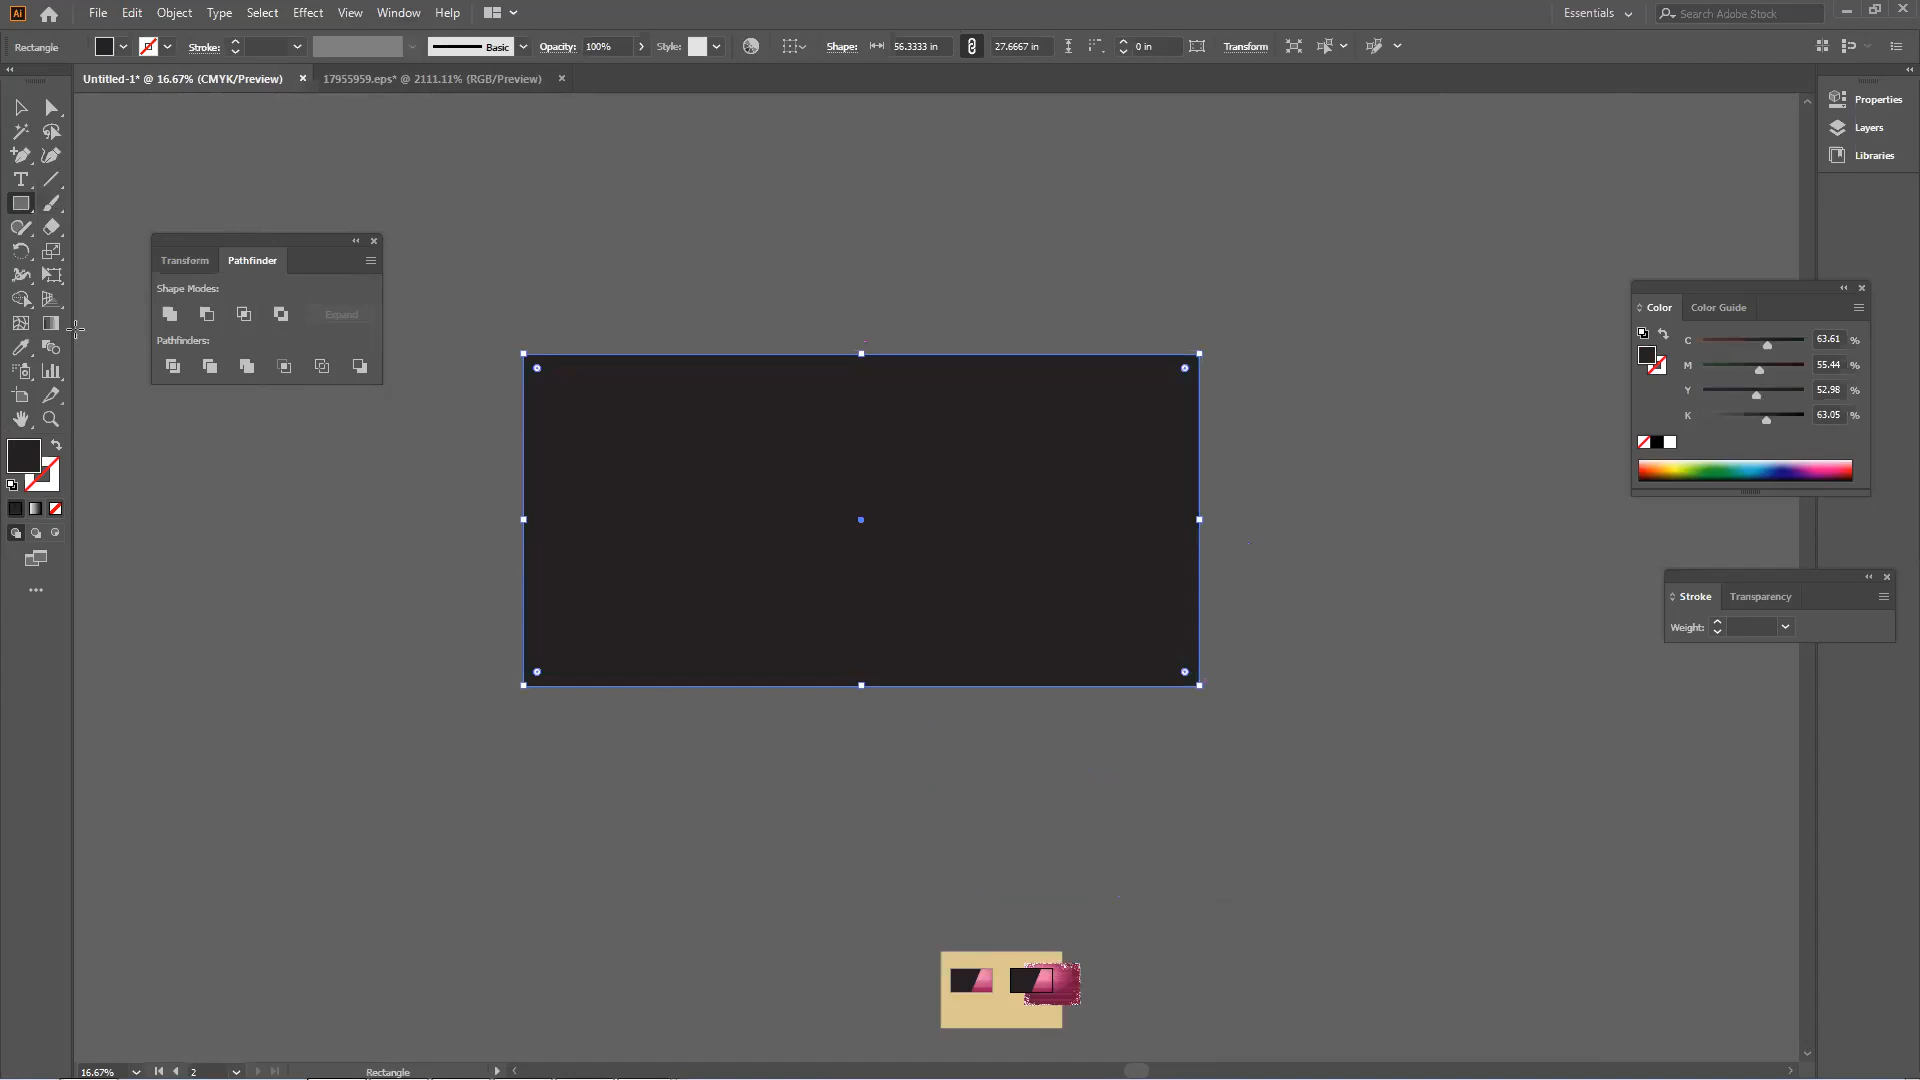 Ai File Edit Object Type Select Effect View Window Help Essentials Search Adobe Stock
Rectangle Stroke: Basic Opacity: 100% Style: Shape: 56.3333 in 27.6667 in 0 in Transform
Untitled-1* @ 16.67% (CMYK/Preview) × 17955959.eps* @ 2111.11% (RGB/Preview) ×
Properties
Layers
Libraries
Transform Pathfinder
Shape Modes:
Expand
Pathfinders:
Color Color Guide
C 63.61 %
M 55.44 %
Y 52.98 %
K 63.05 %
Stroke Transparency
Weight:
16.67% 2 Rectangle